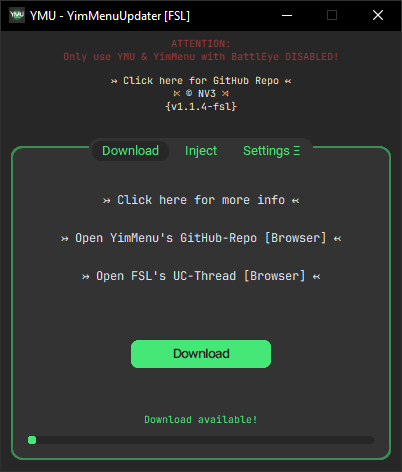 YMU - YimMenuUpdater [FSL]
ATTENTION:
Only use YMU & YimMenu with BattlEye DISABLED!
↣ Click here for GitHub Repo ↢
⋉ © NV3 ⋊
{v1.1.4-fsl}
Download Inject Settings Ξ
↣ Click here for more info ↢
↣ Open YimMenu's GitHub-Repo [Browser] ↢
↣ Open FSL's UC-Thread [Browser] ↢
Download
Download available!